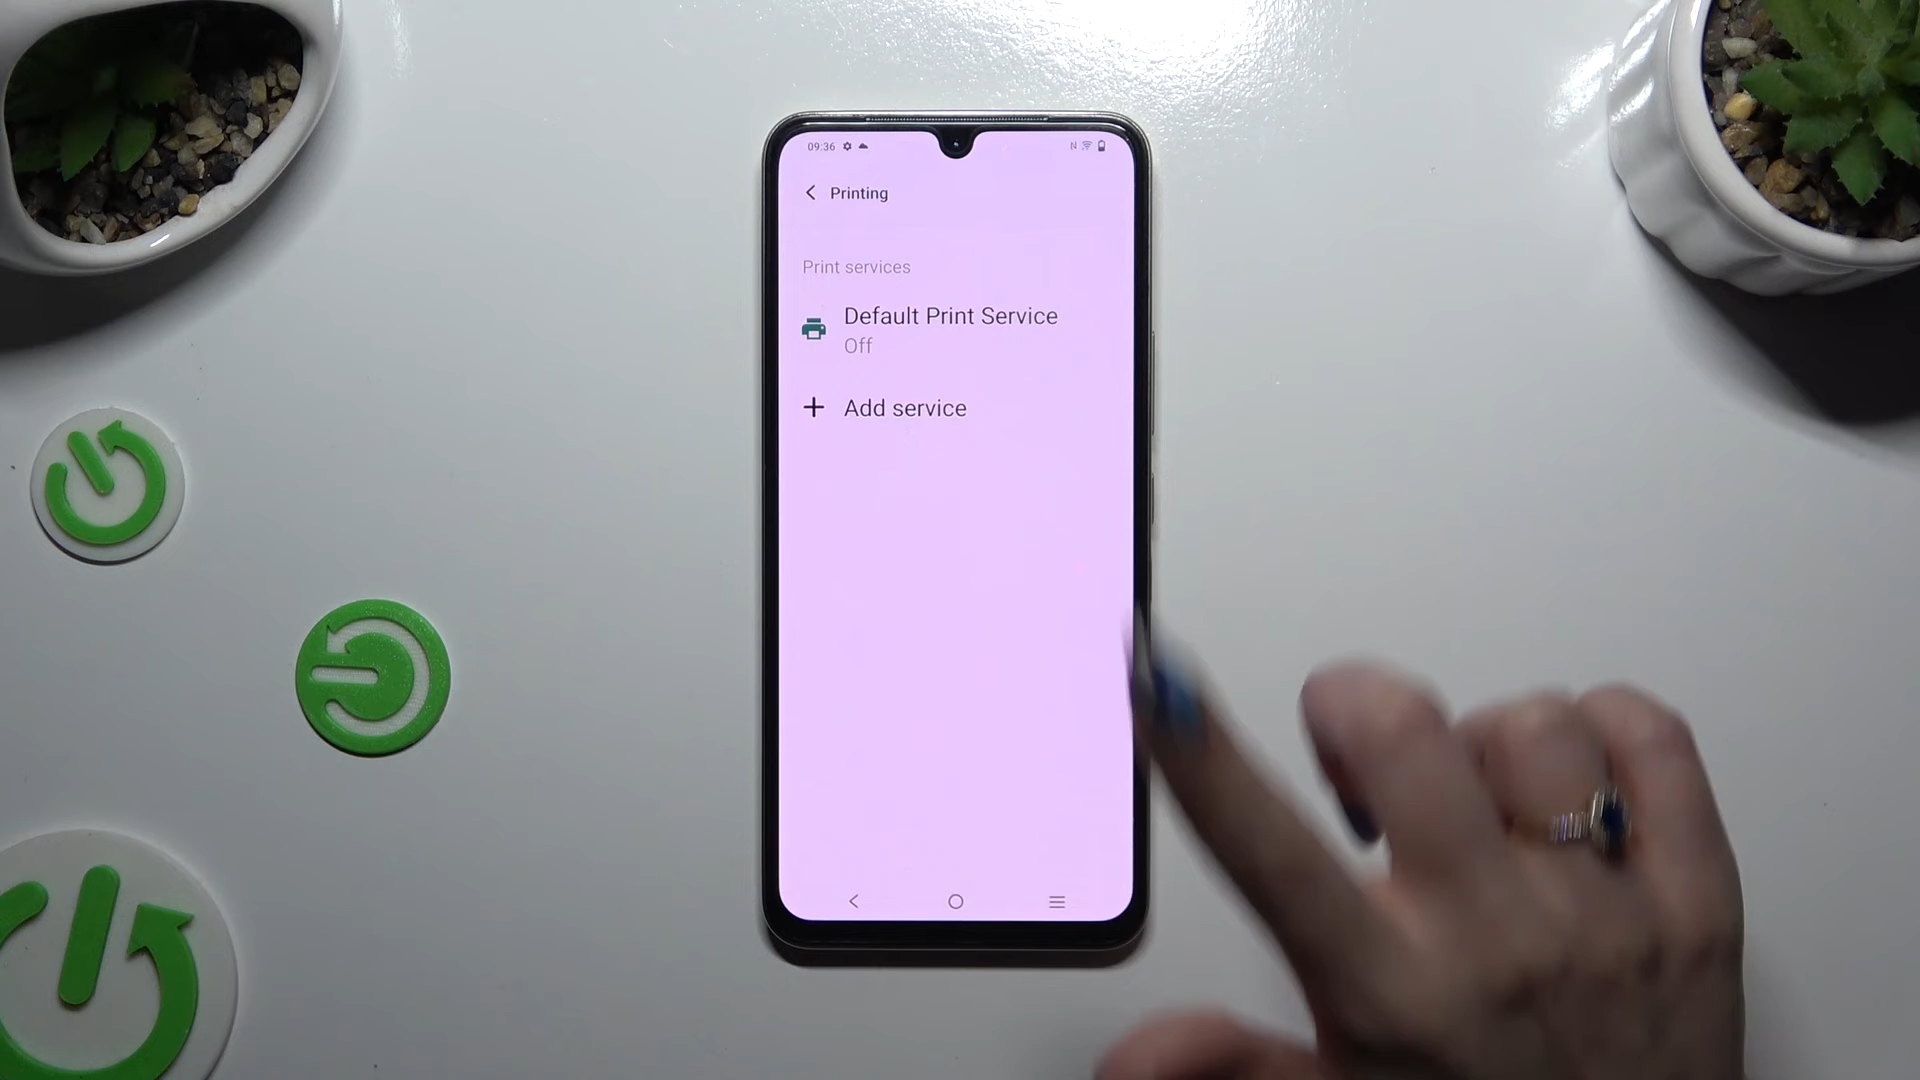 09:36
Printing
Print services
Default Print Service
Off
Add service